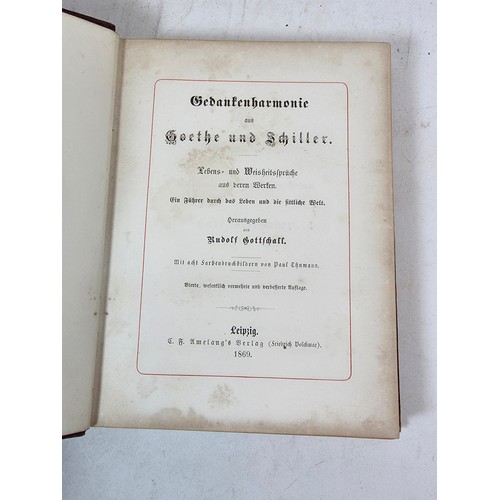 Gedankenharmonie
aus
Goethe und Schiller.
Lebens- und Weisheitssprüche
aus deren Werken.
Ein Führer durch das Leben und die sittliche Welt.
Herausgegeben
von
Rudolf Gottschall.
Mit acht Farbendruckbildern von Paul Thumann.
Vierte, wesentlich vermehrte und verbesserte Auflage.
Leipzig.
C. F. Amelang's Verlag (Friedrich Volckmar).
1869.